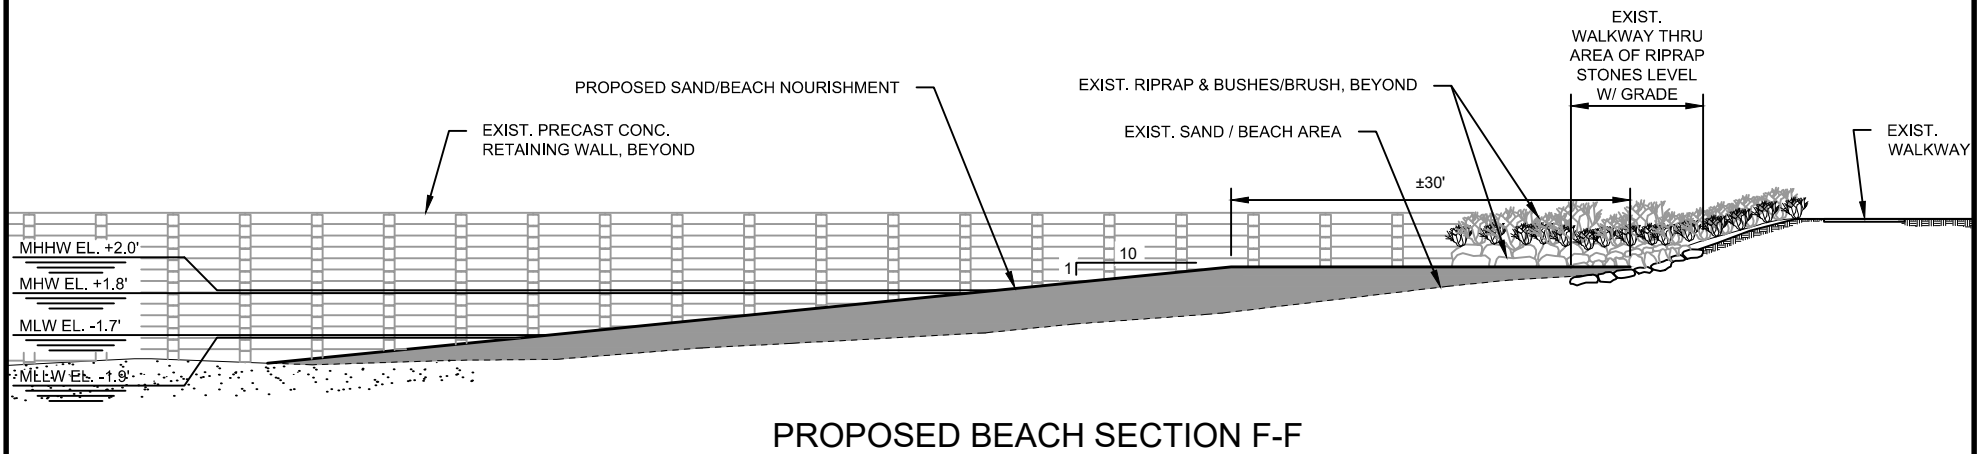 EXIST.
WALKWAY THRU
AREA OF RIPRAP
STONES LEVEL
W/ GRADE
PROPOSED SAND/BEACH NOURISHMENT
EXIST. RIPRAP & BUSHES/BRUSH, BEYOND
EXIST. PRECAST CONC.
RETAINING WALL, BEYOND
EXIST. SAND / BEACH AREA
EXIST.
WALKWAY
±30'
MHHW EL. +2.0'
10
1
MHW EL. +1.8'
MLW EL. -1.7'
MLLW EL. -1.9'
PROPOSED BEACH SECTION F-F